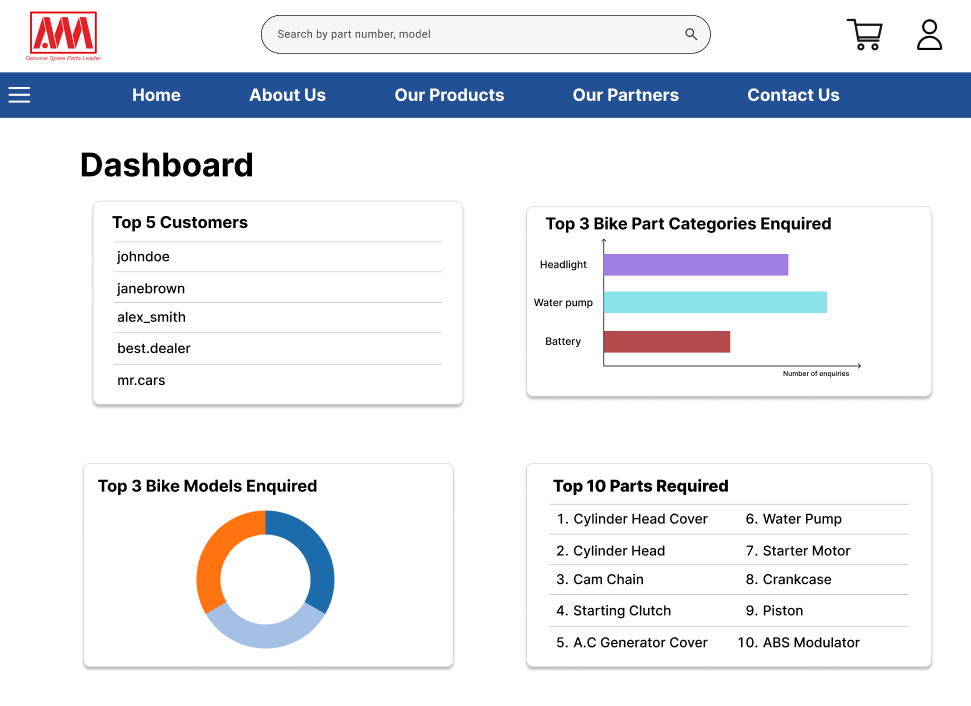 AMM
Genuine Spare Parts Leader
Search by part number, model
Home About Us Our Products Our Partners Contact Us
Dashboard
Top 5 Customers
johndoe
janebrown
alex_smith
best.dealer
mr.cars
Top 3 Bike Part Categories Enquired
Headlight
Water pump
Battery
Number of enquiries
Top 3 Bike Models Enquired
Top 10 Parts Required
1. Cylinder Head Cover 6. Water Pump
2. Cylinder Head 7. Starter Motor
3. Cam Chain 8. Crankcase
4. Starting Clutch 9. Piston
5. A.C Generator Cover 10. ABS Modulator